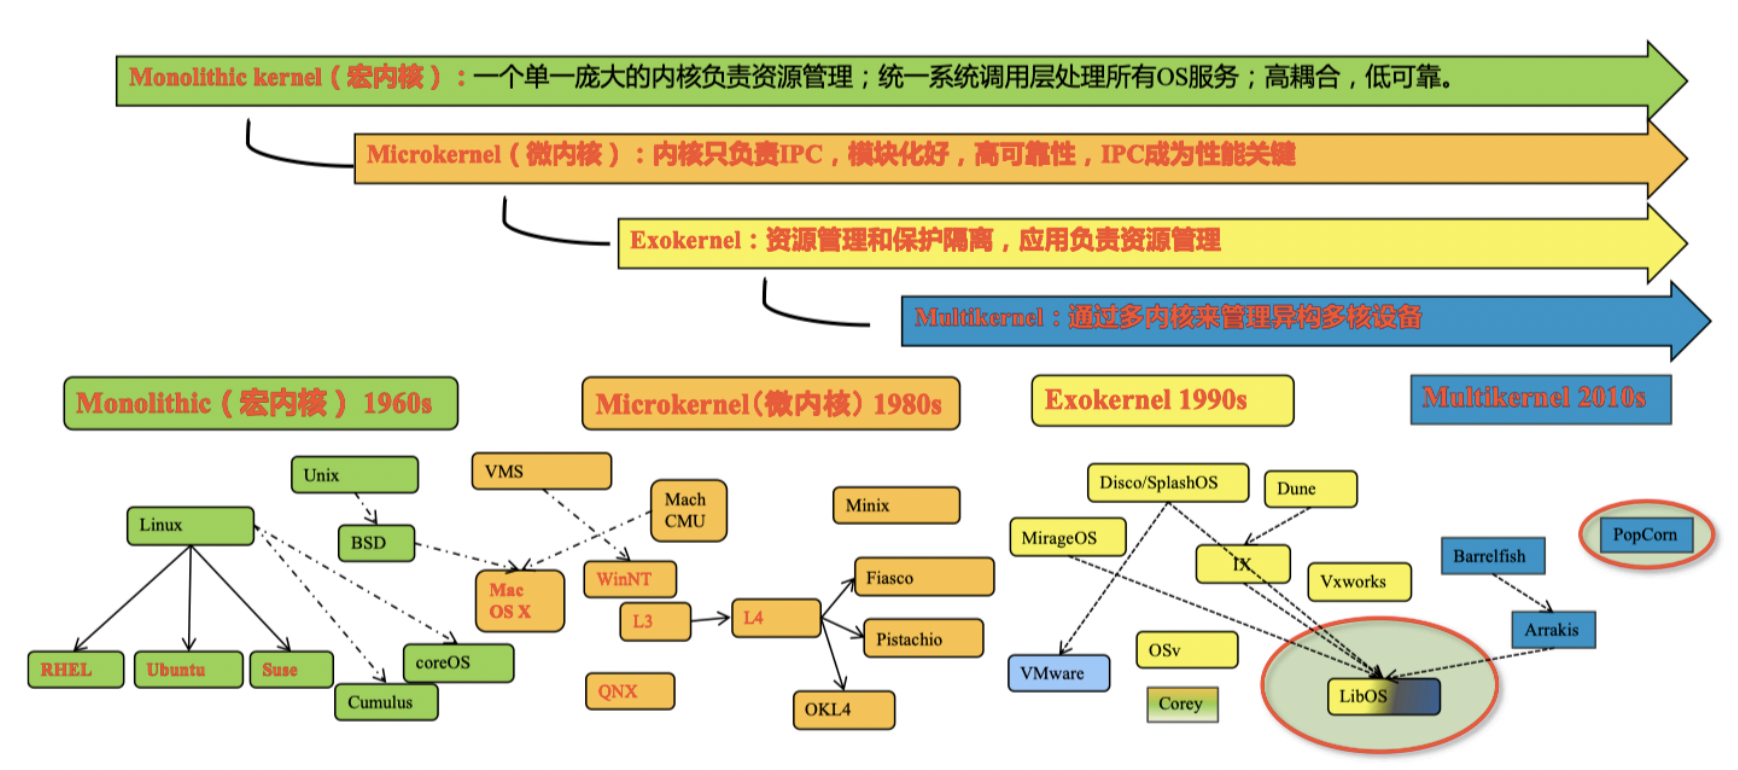 Monolithic kernel（宏内核）：一个单一庞大的内核负责资源管理；统一系统调用层处理所有OS服务；高耦合，低可靠。
Microkernel（微内核）：内核只负责IPC，模块化好，高可靠性，IPC成为性能关键
Exokernel：资源管理和保护隔离，应用负责资源管理
Multikernel：通过多内核来管理异构多核设备
Monolithic（宏内核） 1960s
Microkernel（微内核）1980s
Exokernel 1990s
Multikernel 2010s
Unix
Linux
BSD
RHEL
Ubuntu
Suse
coreOS
Cumulus
VMS
Mach
CMU
Minix
Mac
OS X
WinNT
L3
L4
Fiasco
Pistachio
QNX
OKL4
Disco/SplashOS
Dune
MirageOS
IX
Vxworks
OSv
VMware
Corey
LibOS
Barrelfish
Arrakis
PopCorn